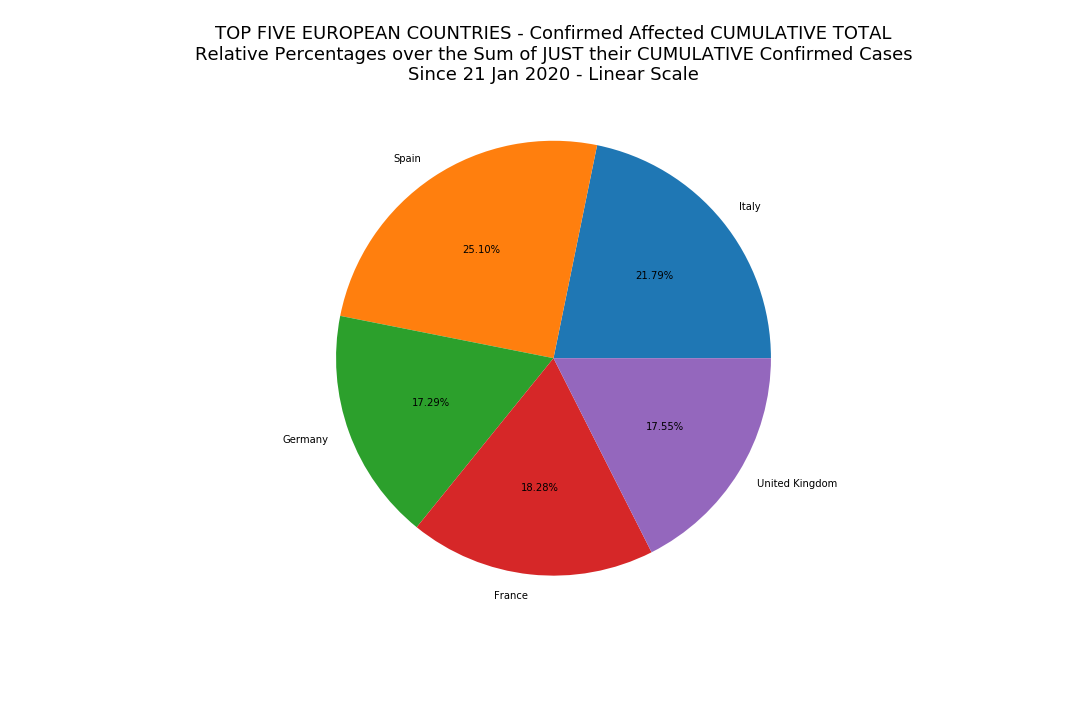 TOP FIVE EUROPEAN COUNTRIES - Confirmed Affected CUMULATIVE TOTAL
Relative Percentages over the Sum of JUST their CUMULATIVE Confirmed Cases
Since 21 Jan 2020 - Linear Scale
Spain
Italy
25.10%
21.79%
17.29%
17.55%
Germany
18.28%
United Kingdom
France